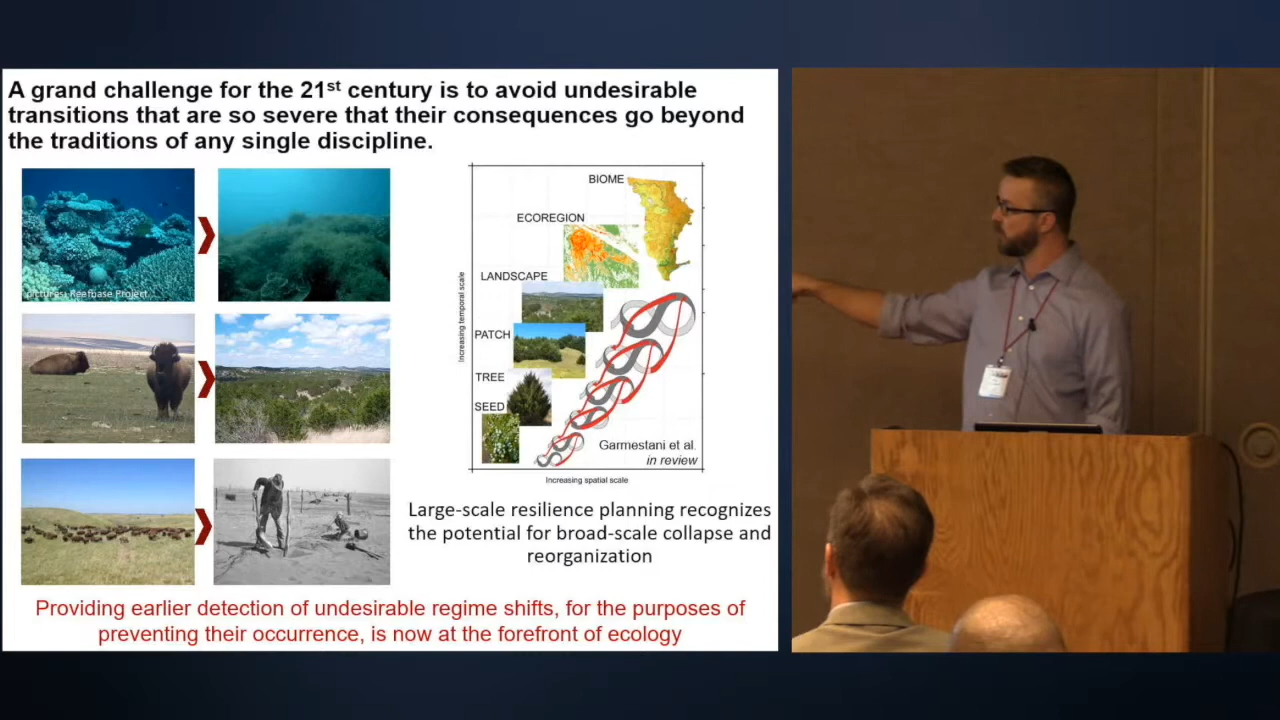 A grand challenge for the 21st century is to avoid undesirable
transitions that are so severe that their consequences go beyond
the traditions of any single discipline.
pictures: Reefbase Project
BIOME
ECOREGION
LANDSCAPE
PATCH
TREE
SEED
Increasing temporal scale
Garmestani et al.
in review
Increasing spatial scale
Large-scale resilience planning recognizes
the potential for broad-scale collapse and
reorganization
Providing earlier detection of undesirable regime shifts, for the purposes of
preventing their occurrence, is now at the forefront of ecology